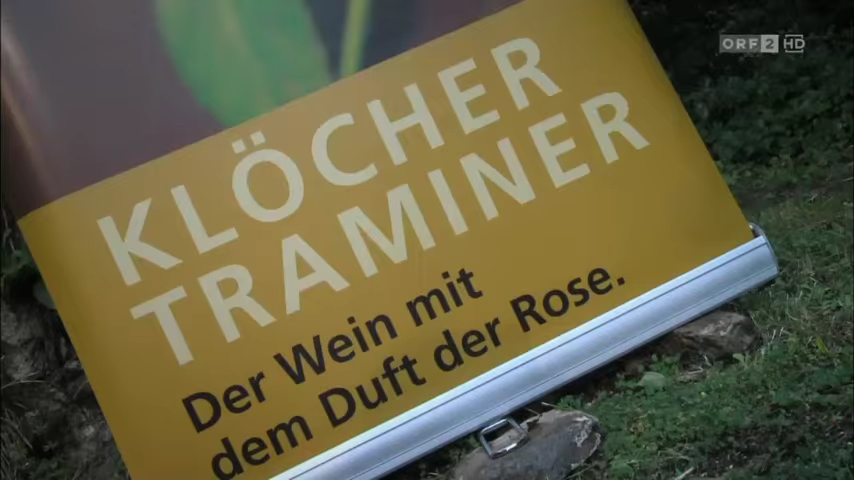 ORF 2 HD
KLÖCHER
TRAMINER
Der Wein mit
dem Duft der Rose.